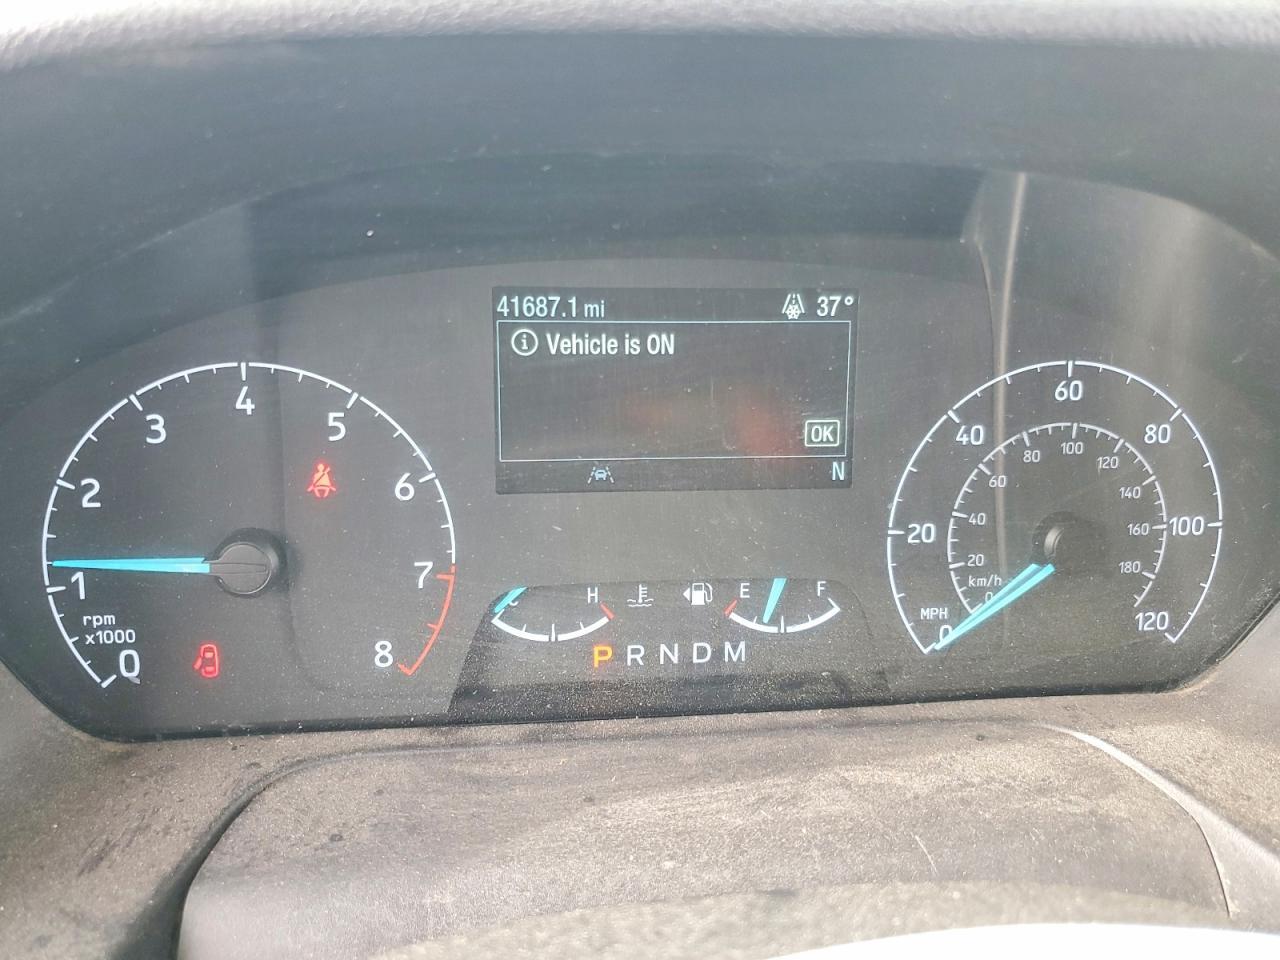 41687.1 mi 37°
Vehicle is ON
OK
N
0 1 2 3 4 5 6 7 8
rpm
x1000
C H E F
P R N D M
0 20 40 60 80 100 120
MPH
0 20 40 60 80 100 120 140 160 180
km/h